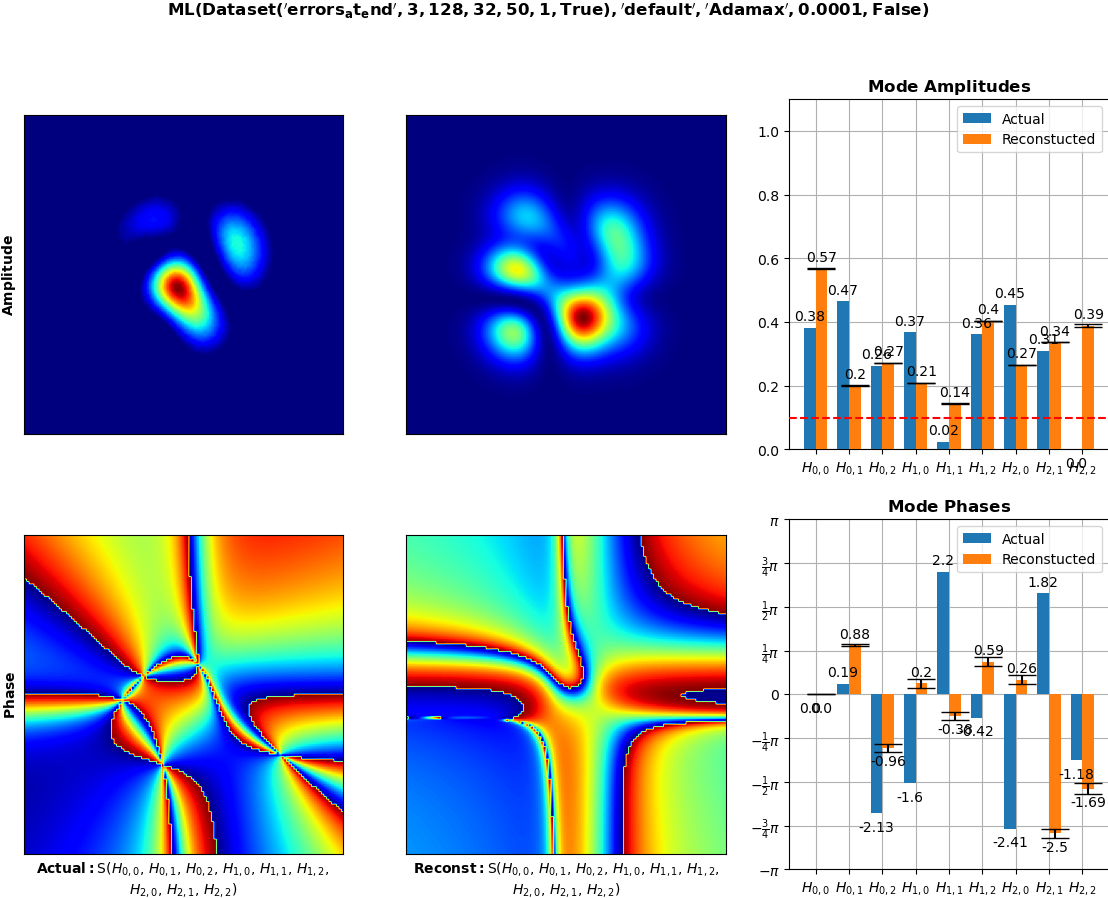 ML(Dataset('errors_at_end', 3, 128, 32, 50, 1, True), 'default', 'Adamax', 0.0001, False)
Amplitude
Mode Amplitudes
Actual
Reconstucted
1.0
0.8
0.6
0.4
0.2
0.0
0.38
0.57
0.47
0.2
0.26
0.27
0.37
0.21
0.02
0.14
0.36
0.4
0.45
0.27
0.31
0.34
0.0
0.39
H0,0 H0,1 H0,2 H1,0 H1,1 H1,2 H2,0 H2,1 H2,2
Phase
Mode Phases
Actual
Reconstucted
π
3/4π
1/2π
1/4π
0
−1/4π
−1/2π
−3/4π
−π
0.0
0.0
0.19
0.88
-2.13
-0.96
-1.6
0.2
2.2
-0.38
-0.42
0.59
-2.41
0.26
1.82
-2.5
-1.18
-1.69
H0,0 H0,1 H0,2 H1,0 H1,1 H1,2 H2,0 H2,1 H2,2
Actual: S(H0,0, H0,1, H0,2, H1,0, H1,1, H1,2,
H2,0, H2,1, H2,2)
Reconst: S(H0,0, H0,1, H0,2, H1,0, H1,1, H1,2,
H2,0, H2,1, H2,2)